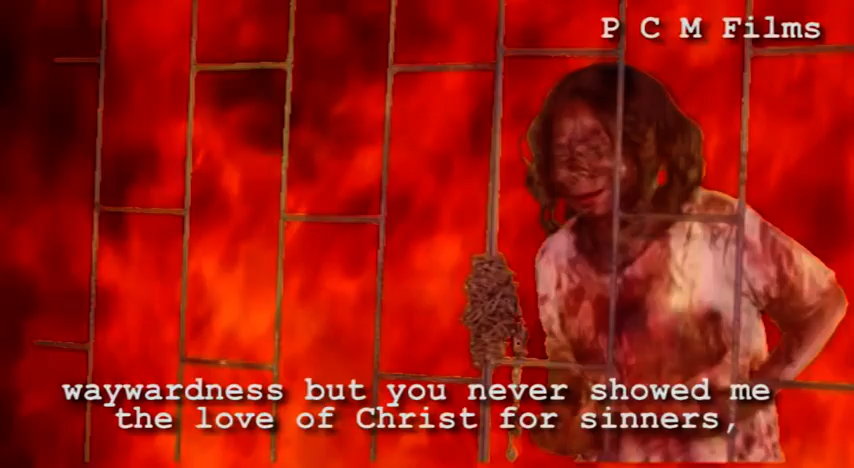 P C M Films
waywardness but you never showed me
the love of Christ for sinners,